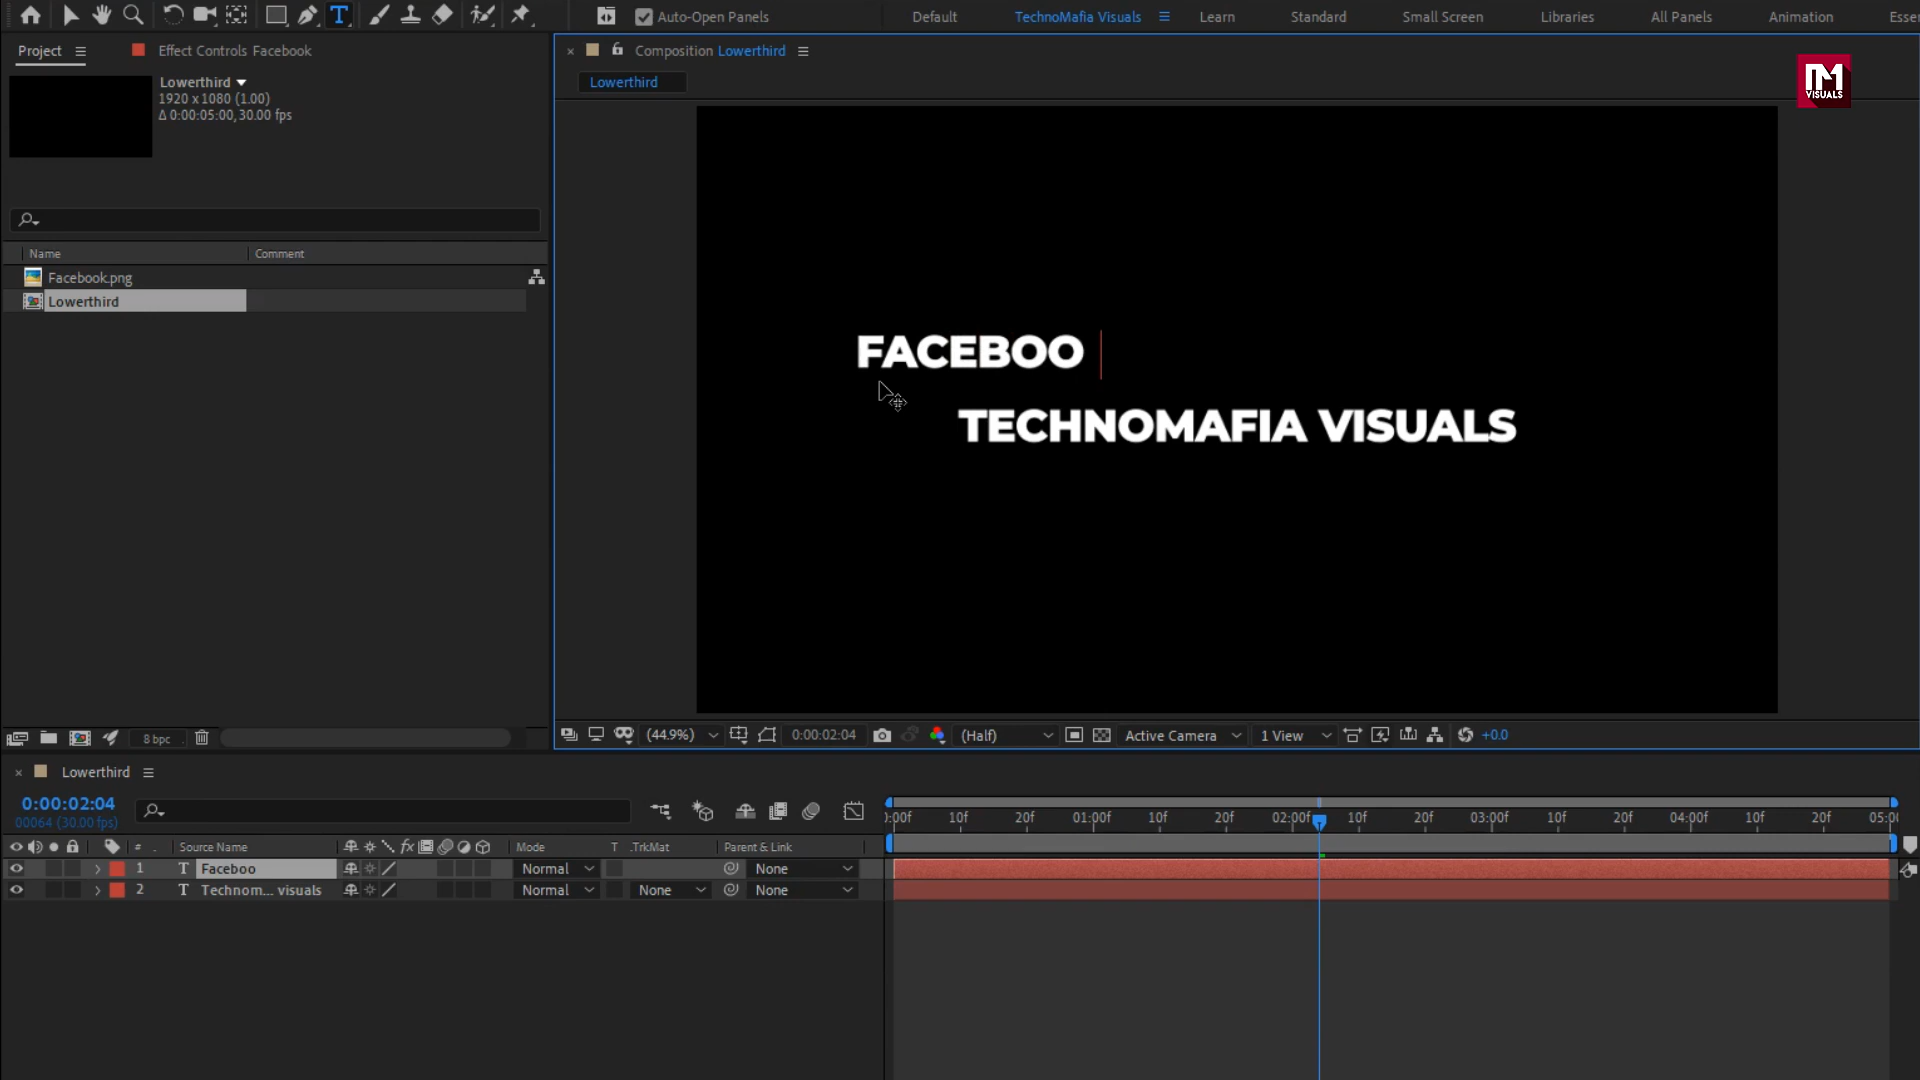 Auto-Open Panels Default TechnoMafia Visuals Learn Standard Small Screen Libraries All Panels Animation Esse
Project Effect Controls Facebook Composition Lowerthird
Lowerthird
1920 x 1080 (1.00)
Δ 0:00:05:00, 30.00 fps
Lowerthird
M VISUALS
Name Comment
Facebook.png
Lowerthird
FACEBOO
TECHNOMAFIA VISUALS
8 bpc (44.9%) 0:00:02:04 (Half) Active Camera 1 View +0.0
Lowerthird
0:00:02:04
00064 (30.00 fps)
):00f 10f 20f 01:00f 10f 20f 02:00f 10f 20f 03:00f 10f 20f 04:00f 10f 20f 05:00
# Source Name fx Mode T .TrkMat Parent & Link
1 T Faceboo Normal None
2 T Technom... visuals Normal None None